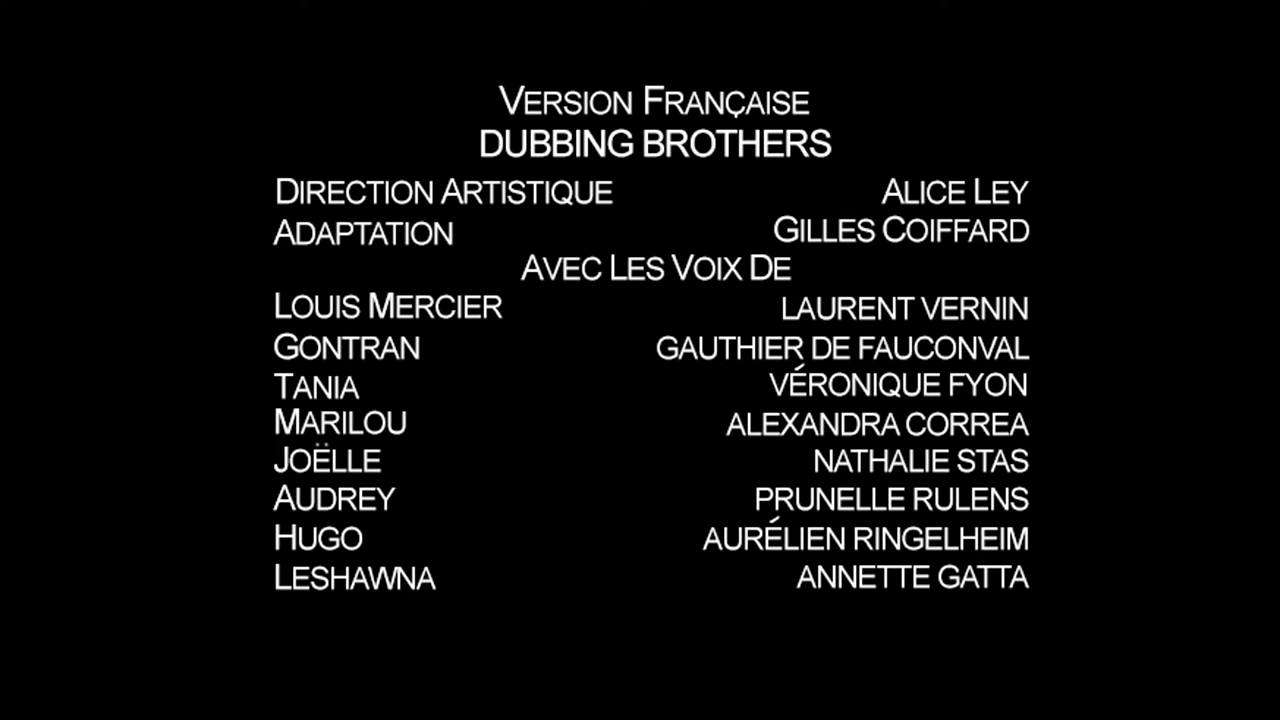 Version Française
DUBBING BROTHERS
Direction Artistique Alice Ley
Adaptation Gilles Coiffard
Avec Les Voix De
Louis Mercier LAURENT VERNIN
Gontran GAUTHIER DE FAUCONVAL
Tania VÉRONIQUE FYON
Marilou ALEXANDRA CORREA
Joëlle NATHALIE STAS
Audrey PRUNELLE RULENS
Hugo AURÉLIEN RINGELHEIM
Leshawna ANNETTE GATTA